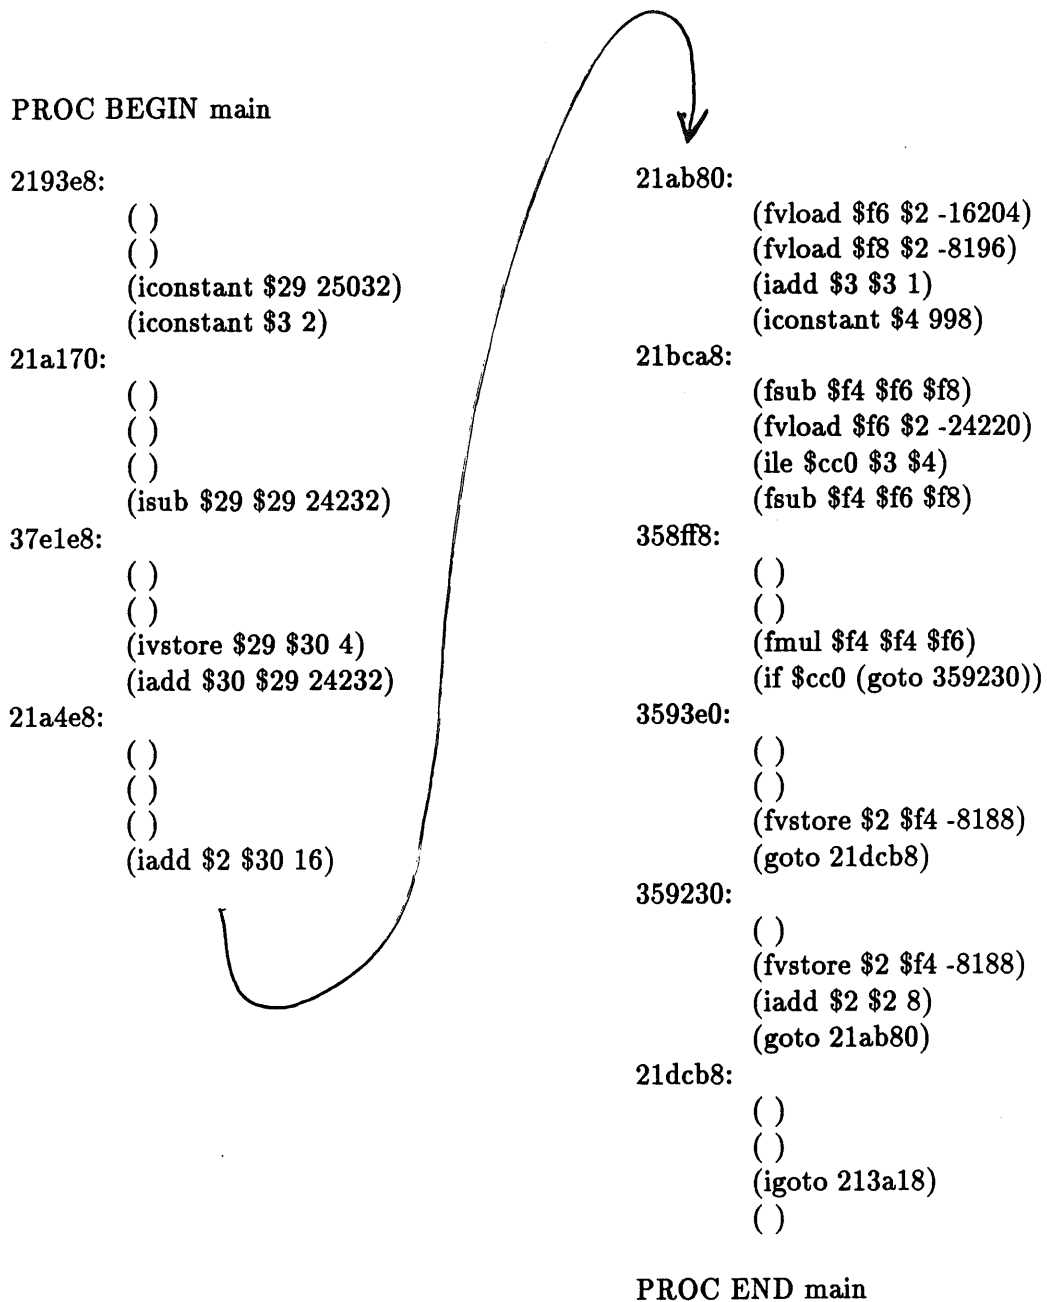 PROC BEGIN main
2193e8:
( )
( )
(iconstant $29 25032)
(iconstant $3 2)
21a170:
( )
( )
( )
(isub $29 $29 24232)
37e1e8:
( )
( )
(ivstore $29 $30 4)
(iadd $30 $29 24232)
21a4e8:
( )
( )
( )
(iadd $2 $30 16)
21ab80:
(fvload $f6 $2 -16204)
(fvload $f8 $2 -8196)
(iadd $3 $3 1)
(iconstant $4 998)
21bca8:
(fsub $f4 $f6 $f8)
(fvload $f6 $2 -24220)
(ile $cc0 $3 $4)
(fsub $f4 $f6 $f8)
358ff8:
( )
( )
(fmul $f4 $f4 $f6)
(if $cc0 (goto 359230))
3593e0:
( )
( )
(fvstore $2 $f4 -8188)
(goto 21dcb8)
359230:
( )
(fvstore $2 $f4 -8188)
(iadd $2 $2 8)
(goto 21ab80)
21dcb8:
( )
( )
(igoto 213a18)
( )
PROC END main